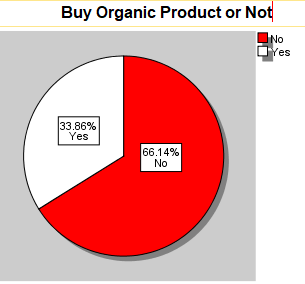 Buy Organic Product or Not
No
Yes
33.86%
Yes
66.14%
No